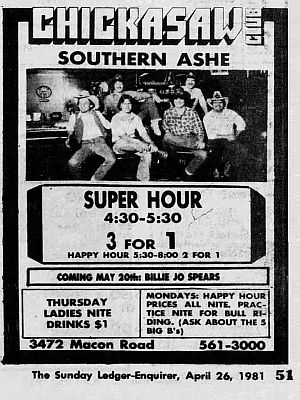 CHICKASAW
CLUB
SOUTHERN ASHE
SUPER HOUR
4:30-5:30
3 FOR 1
HAPPY HOUR 5:30-8:00 2 FOR 1
COMING MAY 20th: BILLIE JO SPEARS
THURSDAY
LADIES NITE
DRINKS $1
MONDAYS: HAPPY HOUR
PRICES ALL NITE. PRAC-
TICE NITE FOR BULL RI-
DING. (ASK ABOUT THE 5
BIG B's)
3472 Macon Road 561-3000
The Sunday Ledger-Enquirer, April 26, 1981 51